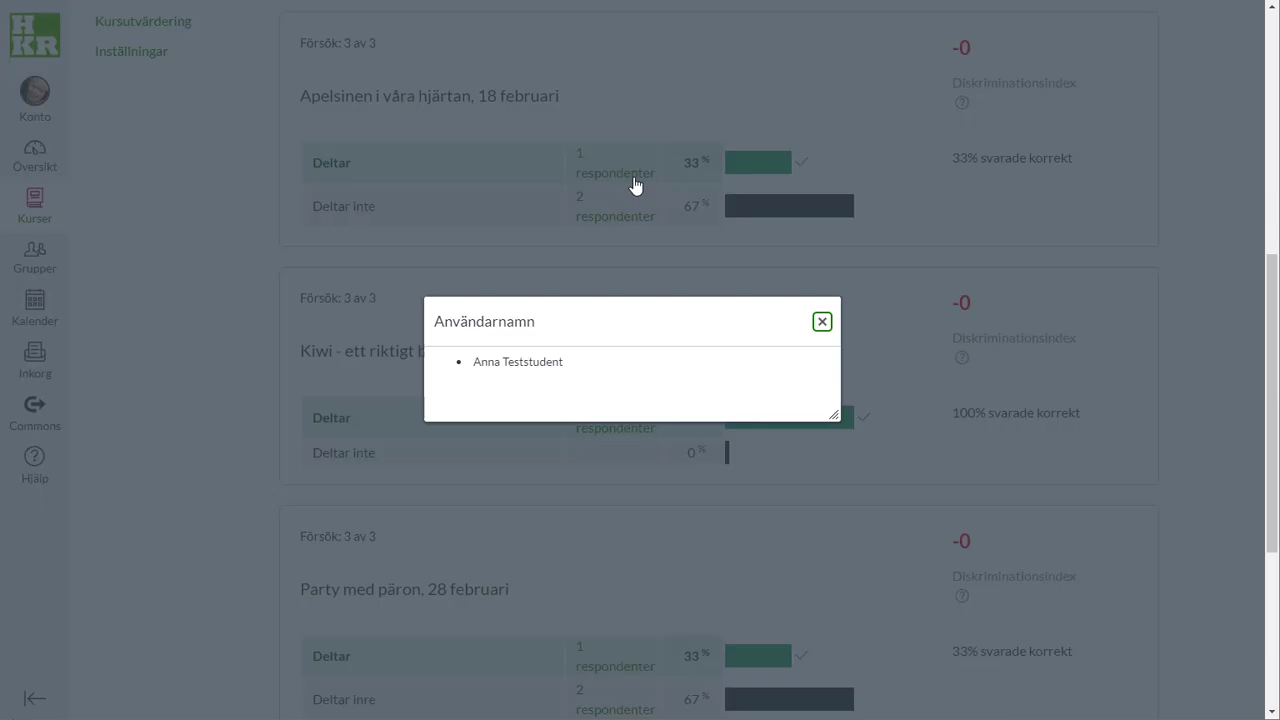 HKR
Konto
Översikt
Kurser
Grupper
Kalender
Inkorg
Commons
Hjälp
Kursutvärdering
Inställningar
Försök: 3 av 3
-0
Diskriminationsindex
Apelsinen i våra hjärtan, 18 februari
Deltar 1 respondenter 33 %
33% svarade korrekt
Deltar inte 2 respondenter 67 %
Försök: 3 av 3
-0
Diskriminationsindex
Kiwi - ett riktigt
Användarnamn
Anna Teststudent
Deltar respondenter
100% svarade korrekt
Deltar inte 0 %
Försök: 3 av 3
-0
Diskriminationsindex
Party med päron, 28 februari
Deltar 1 respondenter 33 %
33% svarade korrekt
Deltar inre 2 respondenter 67 %